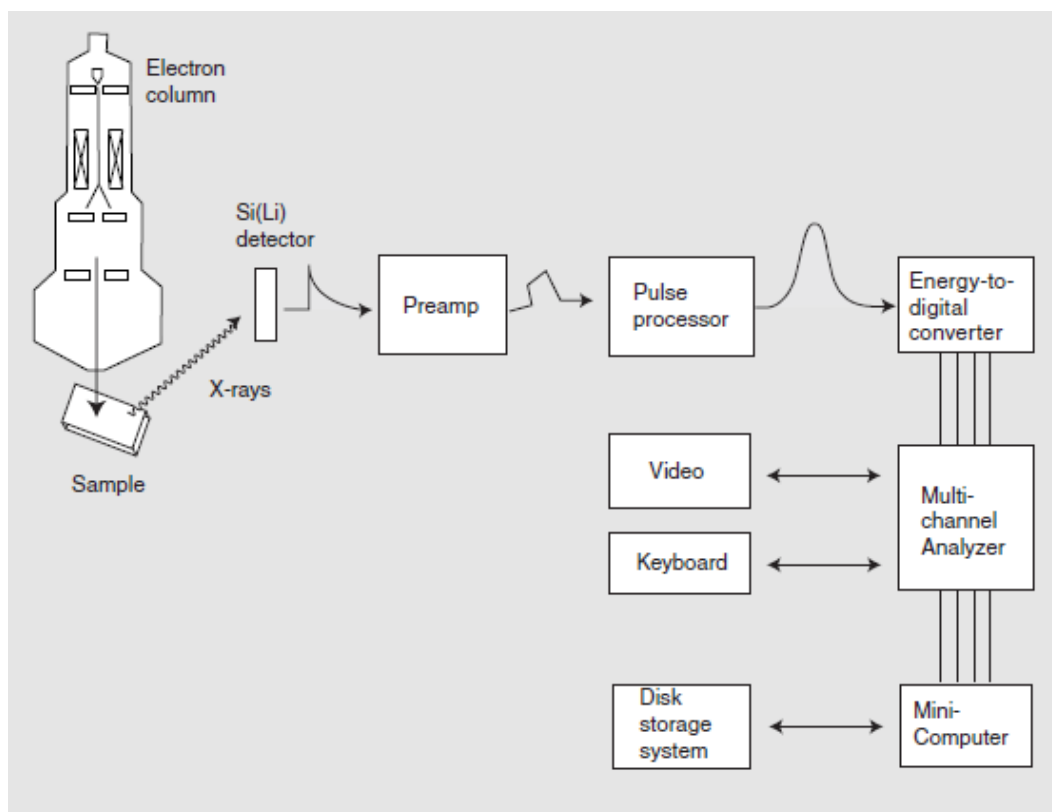 Electron
column
Si(Li)
detector
Preamp
Pulse
processor
Energy-to-
digital
converter
X-rays
Sample
Video
Multi-
channel
Analyzer
Keyboard
Disk
storage
system
Mini-
Computer